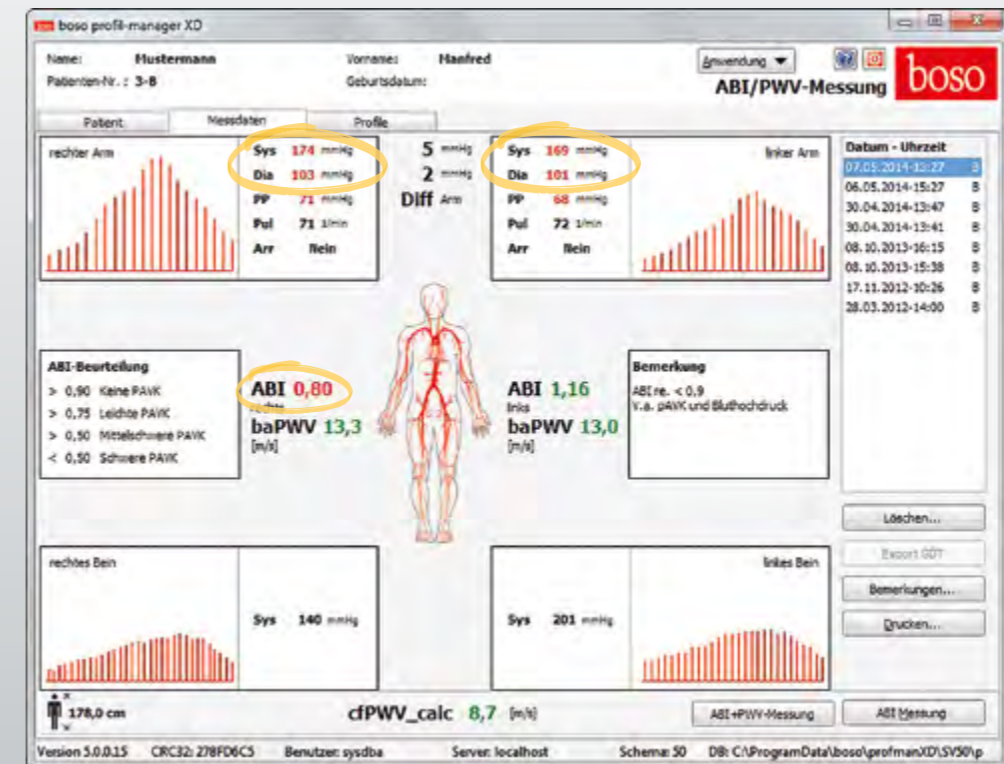 boso profil-manager XD
Name: Mustermann Vorname: Manfred Anwendung
Patienten-Nr. : 3-B Geburtsdatum: ABI/PWV-Messung
boso
Patient Messdaten Profile
rechter Arm
Sys 174 mmHg
Dia 103 mmHg
PP 71 mmHg
Pul 71 1/min
Arr Nein
5 mmHg
2 mmHg
Diff Arm
Sys 169 mmHg
Dia 101 mmHg
PP 68 mmHg
Pul 72 1/min
Arr Nein
linker Arm
Datum - Uhrzeit
07.05.2014-13:27 B
06.05.2014-15:27 B
30.04.2014-13:47 B
30.04.2014-13:41 B
08.10.2013-16:15 B
08.10.2013-15:38 B
17.11.2012-10:26 B
28.03.2012-14:00 B
ABI-Beurteilung
> 0,90 Keine PAVK
> 0,75 Leichte PAVK
> 0,50 Mittelschwere PAVK
< 0,50 Schwere PAVK
ABI 0,80
rechts
baPWV 13,3
[m/s]
ABI 1,16
links
baPWV 13,0
[m/s]
Bemerkung
ABI re. < 0.9
V.a. pAVK und Bluthochdruck
Löschen...
Export GDT
Bemerkungen...
Drucken...
rechtes Bein
Sys 140 mmHg
Sys 201 mmHg
linkes Bein
178,0 cm
cfPWV_calc 8,7 [m/s]
ABI+PWV-Messung
ABI Messung
Version 5.0.0.15 CRC32: 278FD6C5 Benutzer: sysdba Server: localhost Schema: 50 DB: C:\ProgramData\boso\profmanXD\SV50\p